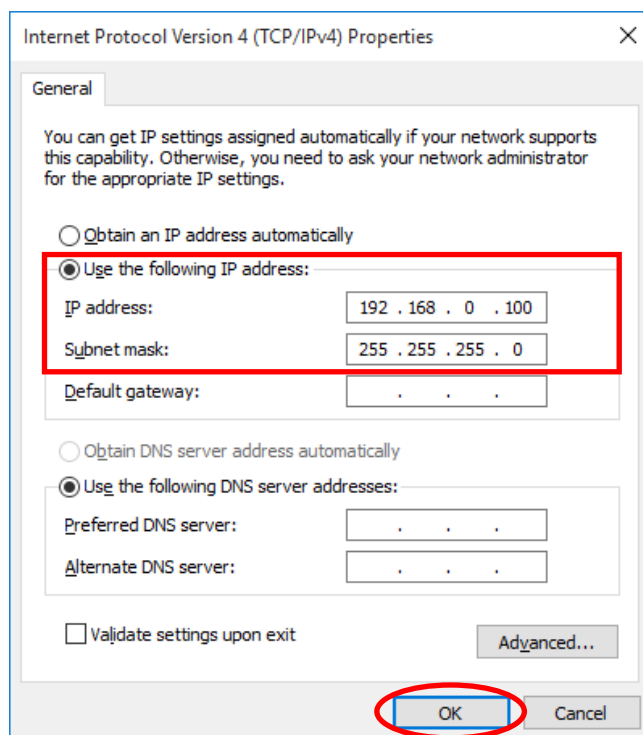 Internet Protocol Version 4 (TCP/IPv4) Properties
General
You can get IP settings assigned automatically if your network supports
this capability. Otherwise, you need to ask your network administrator
for the appropriate IP settings.
Obtain an IP address automatically
Use the following IP address:
IP address: 192 . 168 . 0 . 100
Subnet mask: 255 . 255 . 255 . 0
Default gateway: . . .
Obtain DNS server address automatically
Use the following DNS server addresses:
Preferred DNS server: . . .
Alternate DNS server: . . .
Validate settings upon exit
Advanced...
OK Cancel